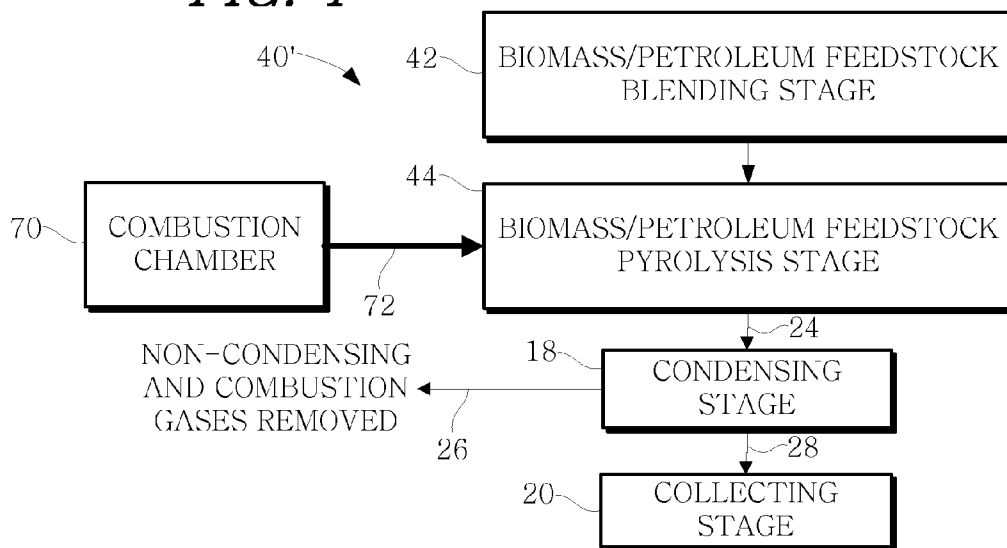 FIG.
40'
42
BIOMASS/PETROLEUM FEEDSTOCK
BLENDING STAGE
44
BIOMASS/PETROLEUM FEEDSTOCK
PYROLYSIS STAGE
70
COMBUSTION
CHAMBER
72
24
18
CONDENSING
STAGE
NON-CONDENSING
AND COMBUSTION
GASES REMOVED
26
28
20
COLLECTING
STAGE